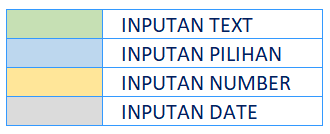 INPUTAN TEXT
INPUTAN PILIHAN
INPUTAN NUMBER
INPUTAN DATE